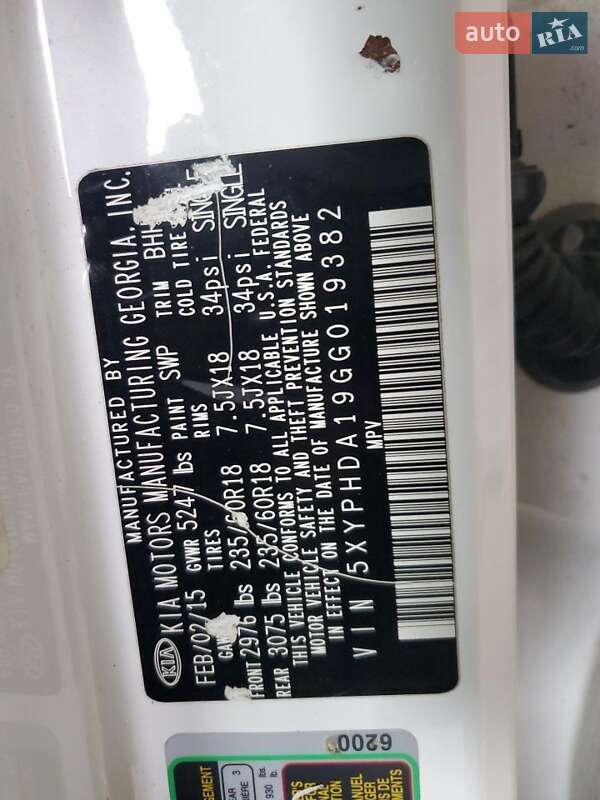 auto RIA.com
MANUFACTURED BY
KIA MOTORS MANUFACTURING GEORGIA, INC.
KIA
FEB/02/15 GVWR 5247 lbs PAINT SWP TRIM
TIRES RIMS COLD TIRE
FRONT 2976 lbs 235/60R18 7.5JX18 34psi SINGLE
REAR 3075 lbs 235/60R18 7.5JX18 34psi SINGLE
THIS VEHICLE CONFORMS TO ALL APPLICABLE U.S.A. FEDERAL
MOTOR VEHICLE SAFETY AND THEFT PREVENTION STANDARDS
IN EFFECT ON THE DATE OF MANUFACTURE SHOWN ABOVE
VIN 5XYPHDA19GG019382
MPV
6200